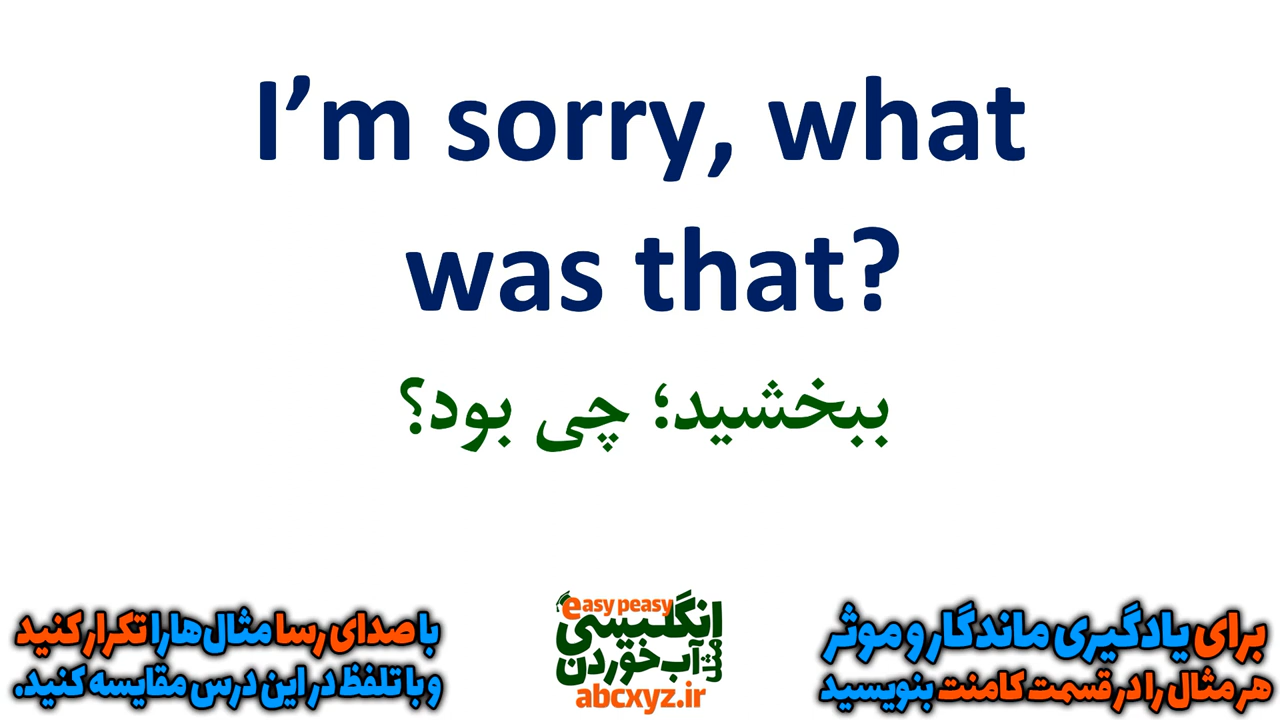 I’m sorry, what
was that?
ببخشید؛ چی بود؟
برای یادگیری ماندگار و موثر
هر مثال را در قسمت کامنت بنویسید
easy peasy
انگلیسی
مثل
آب خوردن
abcxyz.ir
با صدای رسا مثال‌ها را تکرار کنید
و با تلفظ در این درس مقایسه کنید.